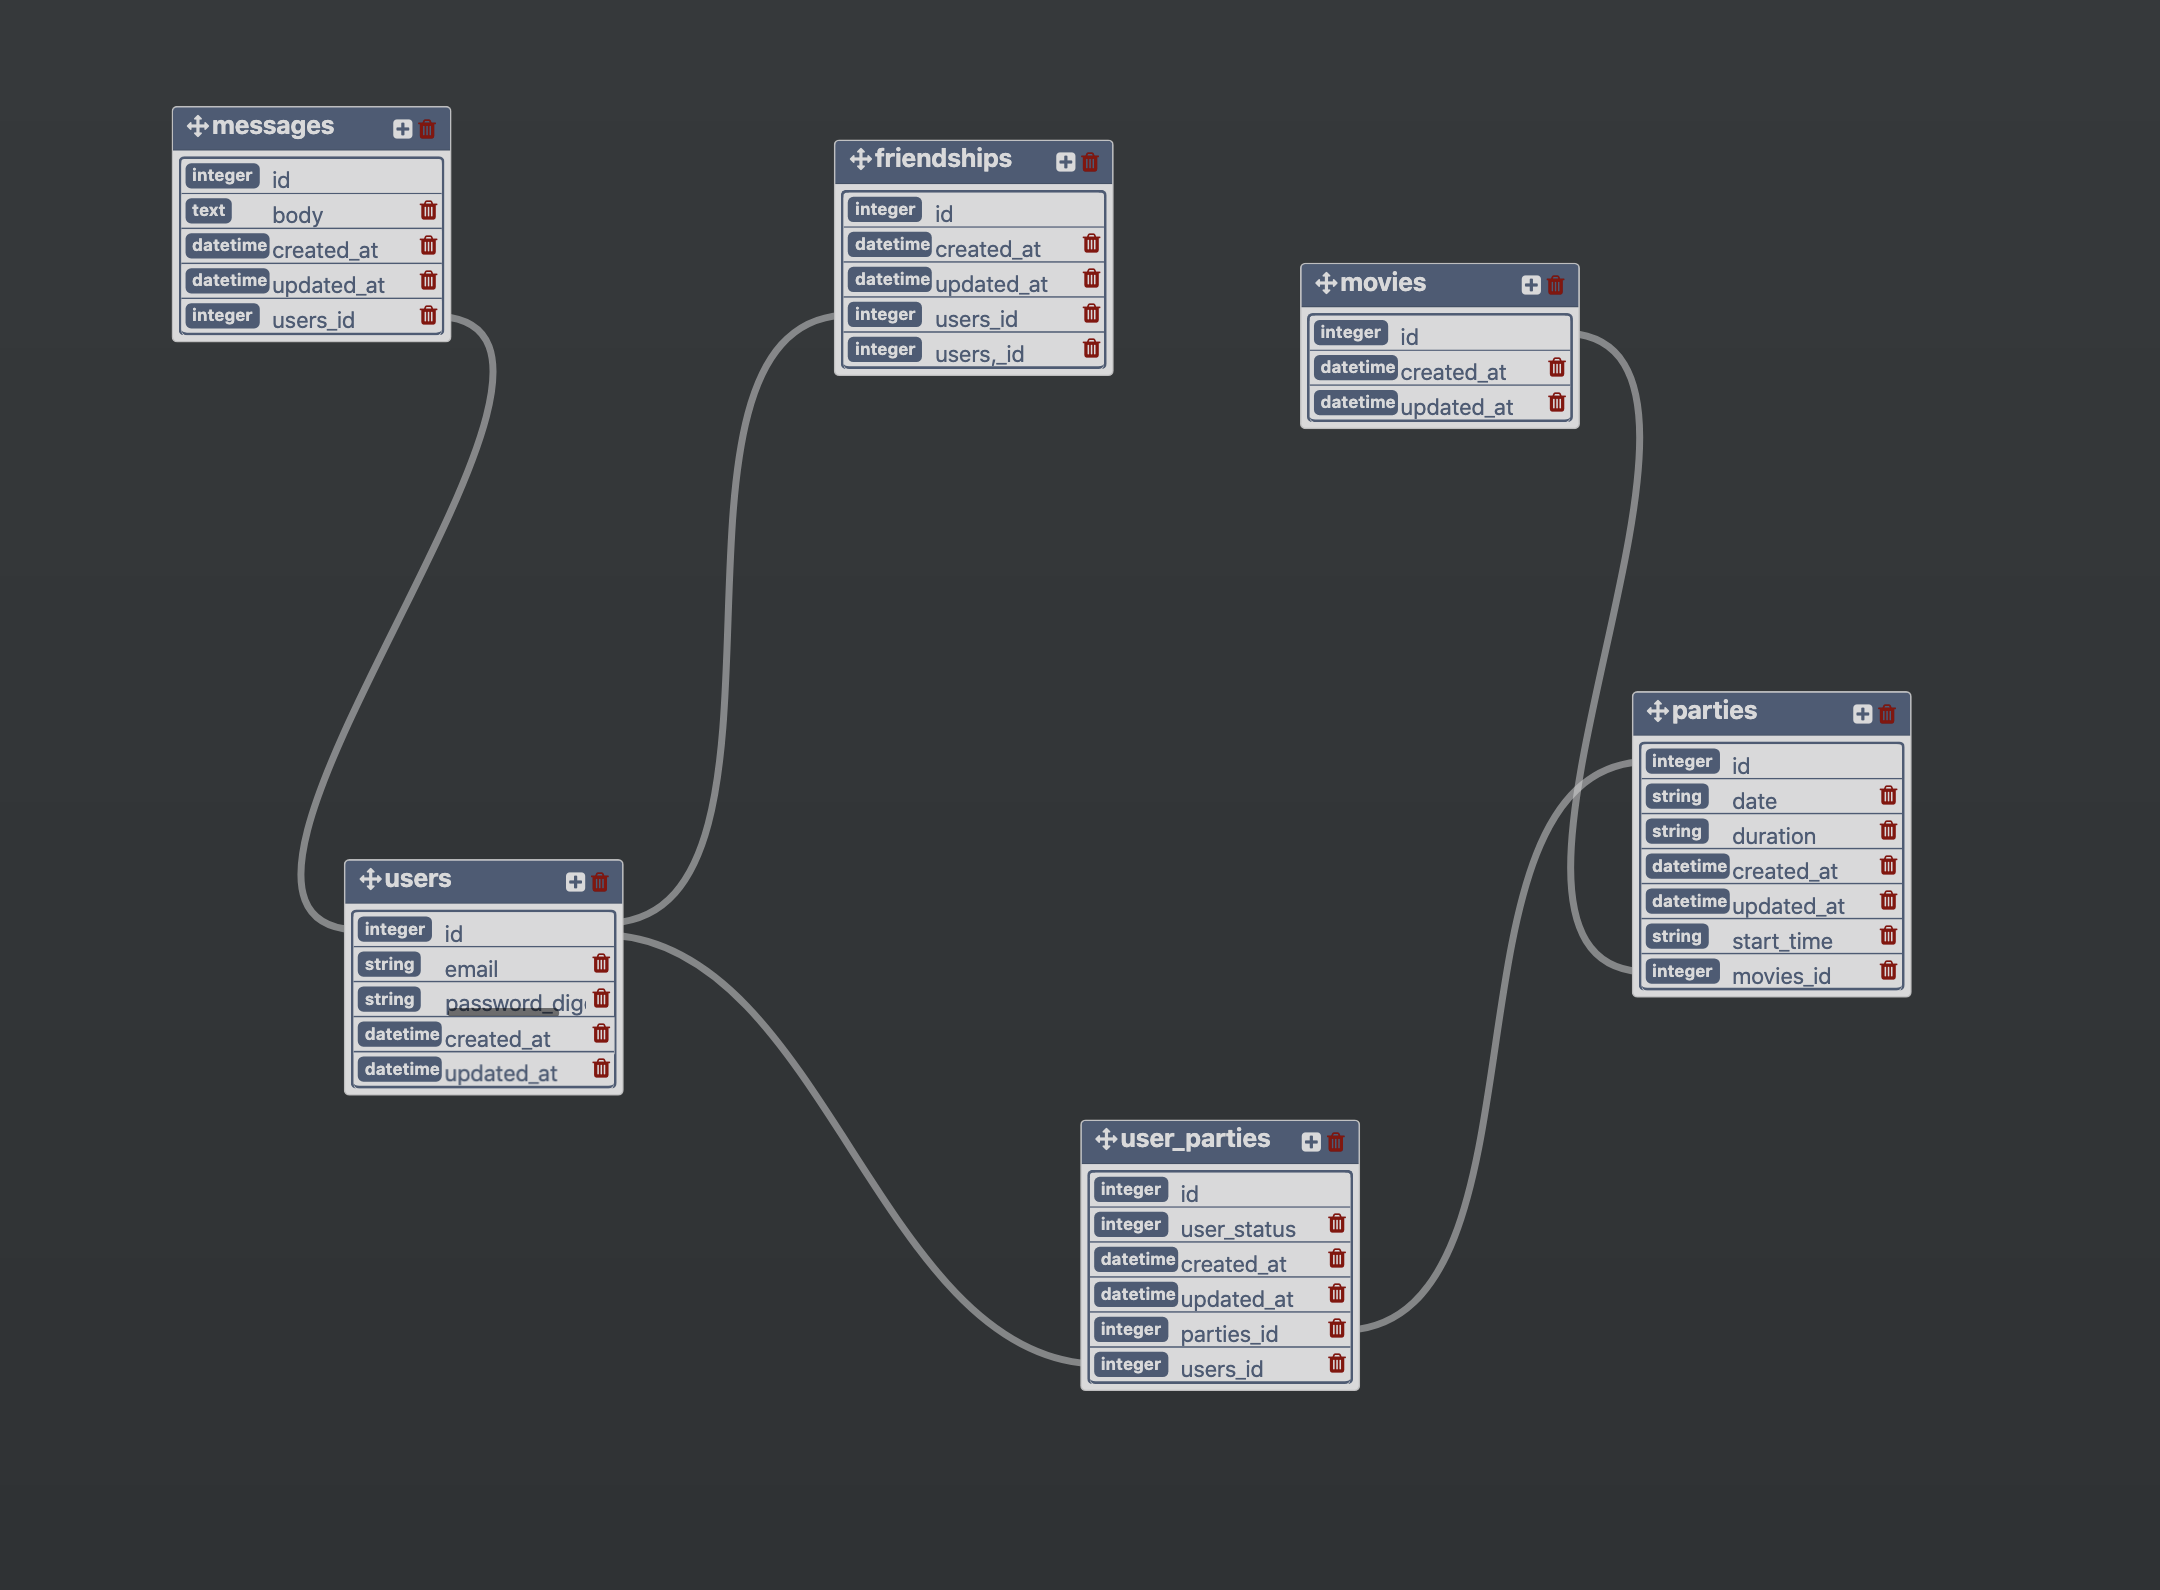 messages
integer id
text body
datetime created_at
datetime updated_at
integer users_id
friendships
integer id
datetime created_at
datetime updated_at
integer users_id
integer users,_id
movies
integer id
datetime created_at
datetime updated_at
parties
integer id
string date
string duration
datetime created_at
datetime updated_at
string start_time
integer movies_id
users
integer id
string email
string password_dig
datetime created_at
datetime updated_at
user_parties
integer id
integer user_status
datetime created_at
datetime updated_at
integer parties_id
integer users_id